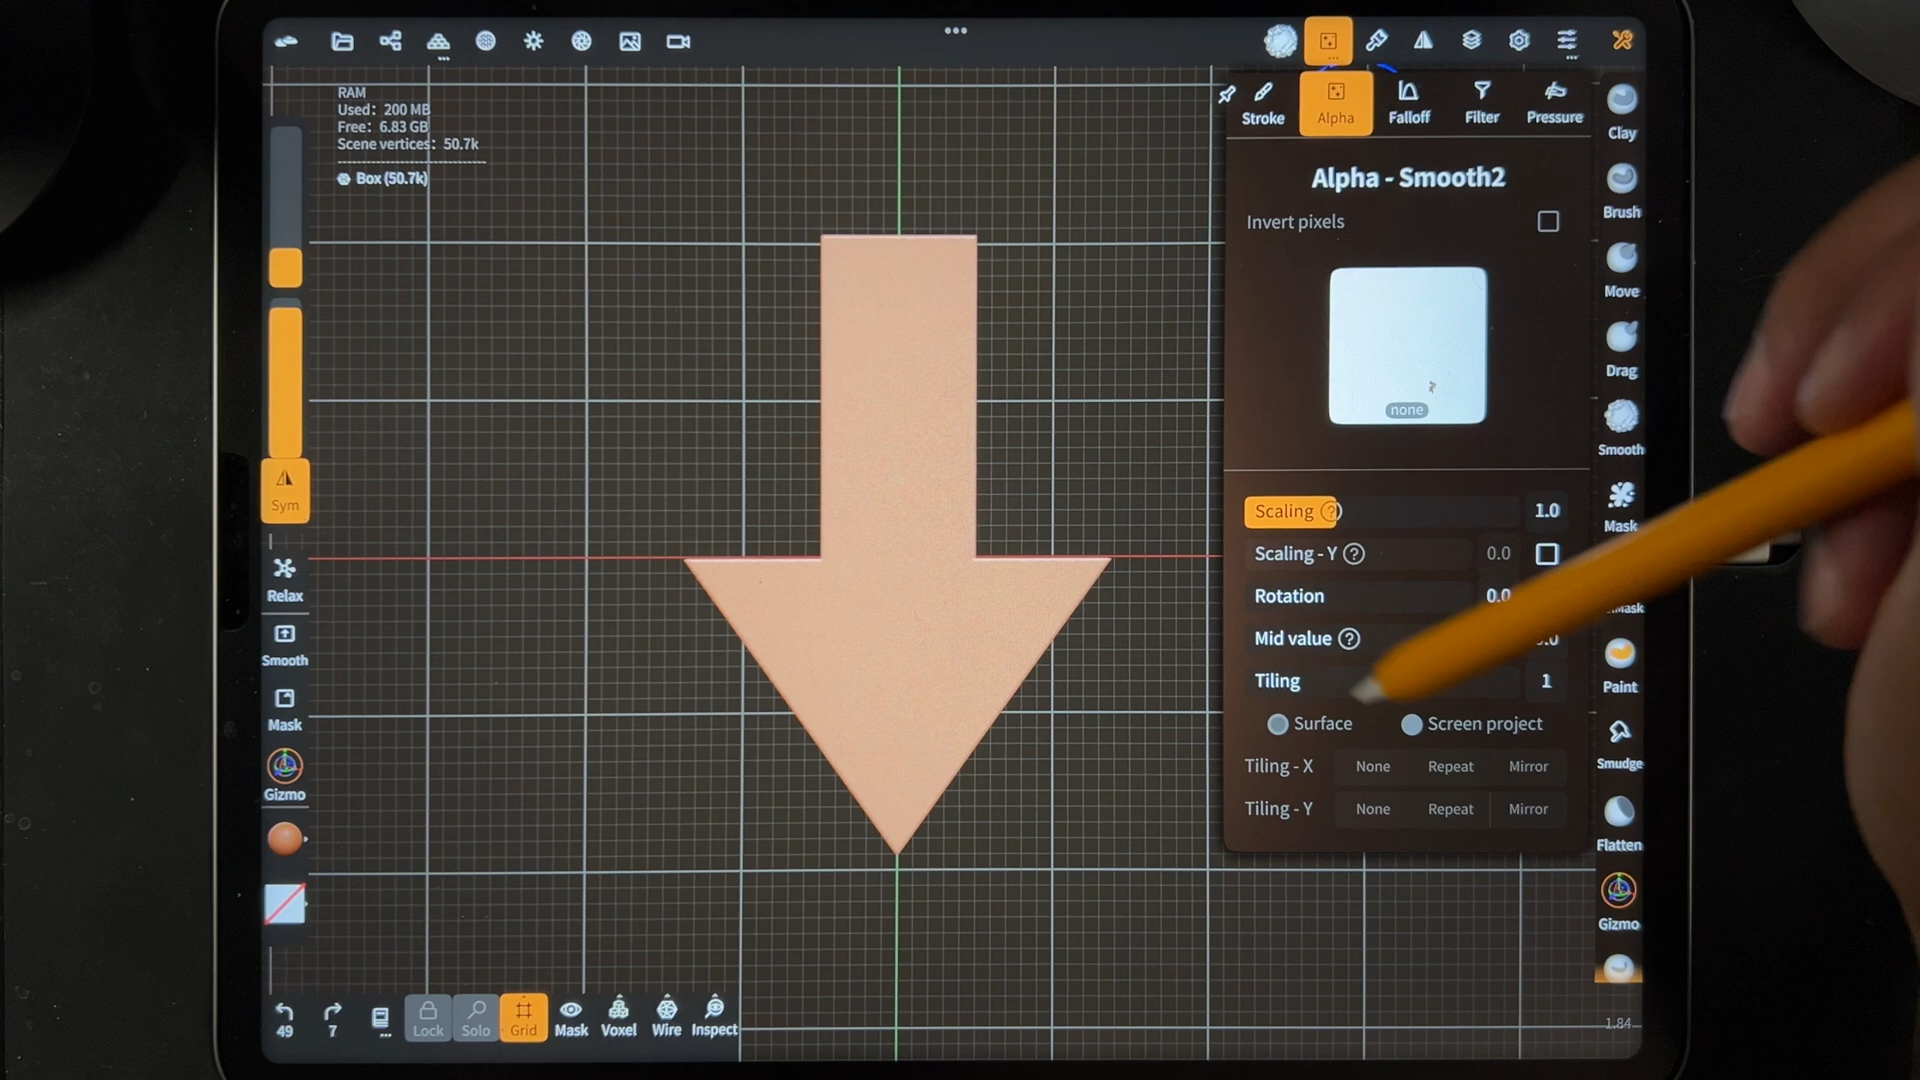 RAM
Used: 200 MB
Free: 6.83 GB
Scene vertices: 50.7k
Box (50.7k)
Sym
Relax
Smooth
Mask
Gizmo
49
7
Lock
Solo
Grid
Mask
Voxel
Wire
Inspect
Stroke
Alpha
Falloff
Filter
Pressure
Alpha - Smooth2
Invert pixels
none
Scaling ? 1.0
Scaling - Y ? 0.0
Rotation 0.0
Mid value ?
Tiling 1
Surface Screen project
Tiling - X None Repeat Mirror
Tiling - Y None Repeat Mirror
Clay
Brush
Move
Drag
Smooth
Mask
Paint
Smudge
Flatten
Gizmo
1.84